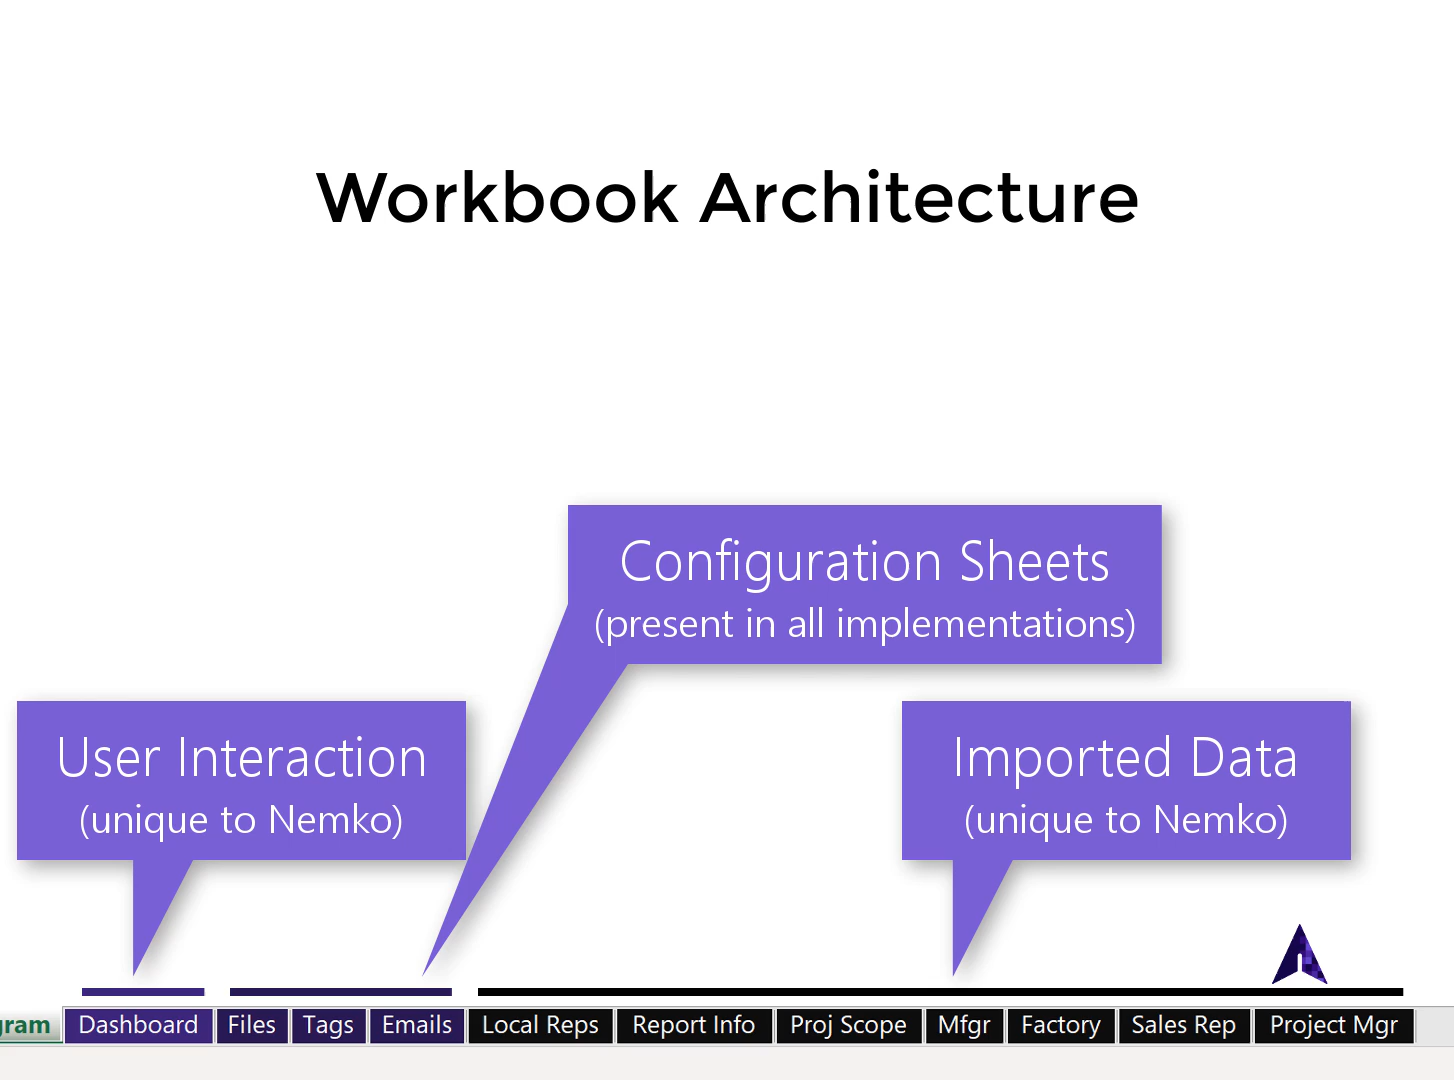 Workbook Architecture
Configuration Sheets
(present in all implementations)
User Interaction
(unique to Nemko)
Imported Data
(unique to Nemko)
gram Dashboard Files Tags Emails Local Reps Report Info Proj Scope Mfgr Factory Sales Rep Project Mgr